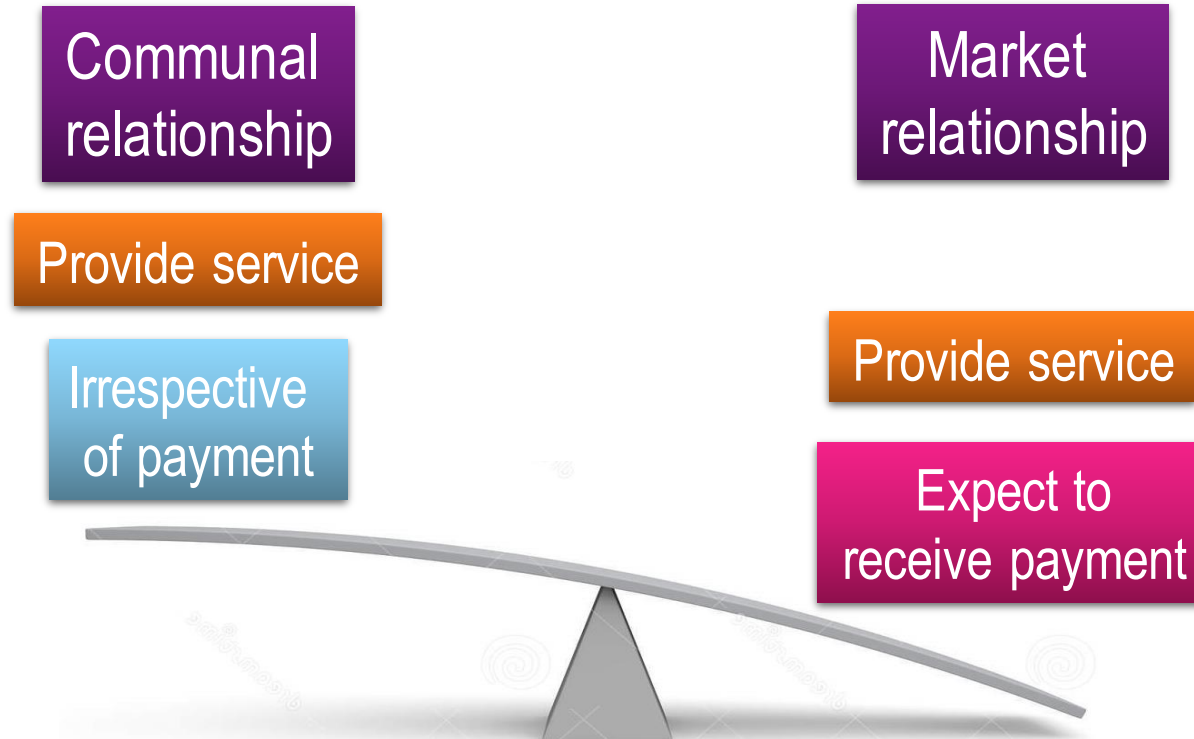 Communal
relationship
Provide service
Irrespective
of payment
Market
relationship
Provide service
Expect to
receive payment